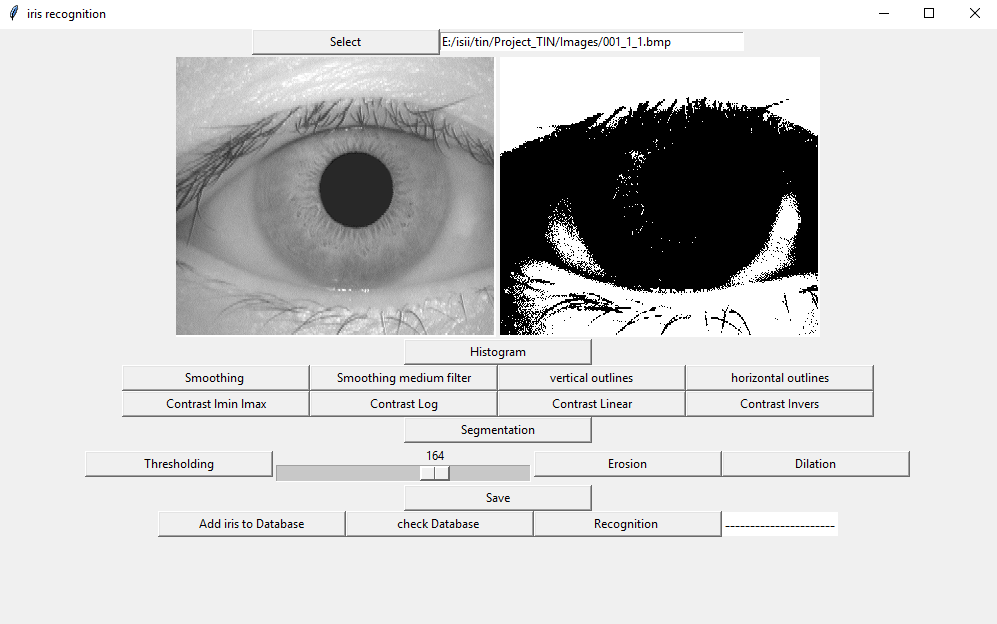 iris recognition
Select E:/isii/tin/Project_TIN/Images/001_1_1.bmp
Histogram
Smoothing Smoothing medium filter vertical outlines horizontal outlines
Contrast Imin Imax Contrast Log Contrast Linear Contrast Invers
Segmentation
164
Thresholding Erosion Dilation
Save
Add iris to Database check Database Recognition ----------------------